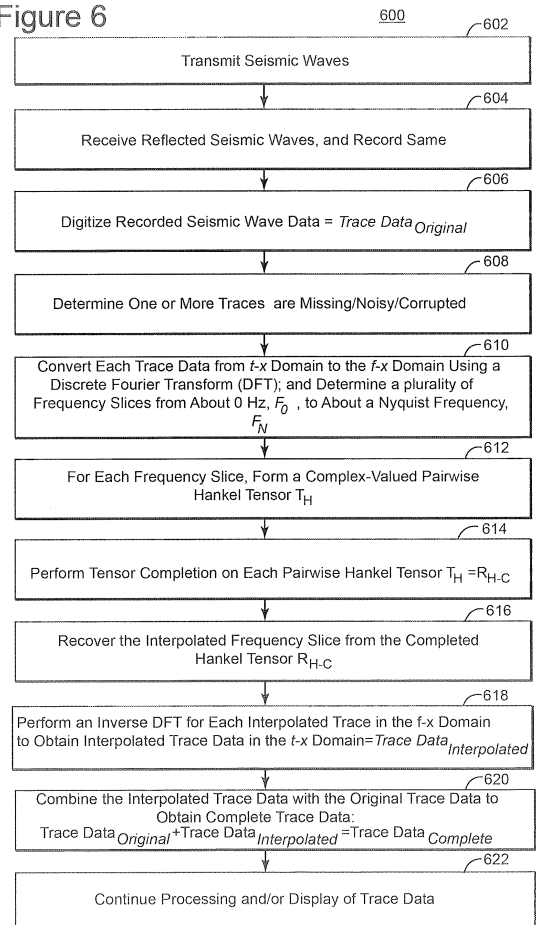 Figure 6
600
602
Transmit Seismic Waves
604
Receive Reflected Seismic Waves, and Record Same
606
Digitize Recorded Seismic Wave Data = Trace Data Original
608
Determine One or More Traces are Missing/Noisy/Corrupted
610
Convert Each Trace Data from t-x Domain to the f-x Domain Using a
Discrete Fourier Transform (DFT); and Determine a plurality of
Frequency Slices from About 0 Hz, F0 , to About a Nyquist Frequency,
FN
612
For Each Frequency Slice, Form a Complex-Valued Pairwise
Hankel Tensor TH
614
Perform Tensor Completion on Each Pairwise Hankel Tensor TH =RH-C
616
Recover the Interpolated Frequency Slice from the Completed
Hankel Tensor RH-C
618
Perform an Inverse DFT for Each Interpolated Trace in the f-x Domain
to Obtain Interpolated Trace Data in the t-x Domain=Trace Data Interpolated
620
Combine the Interpolated Trace Data with the Original Trace Data to
Obtain Complete Trace Data:
Trace Data Original+Trace Data Interpolated =Trace Data Complete
622
Continue Processing and/or Display of Trace Data